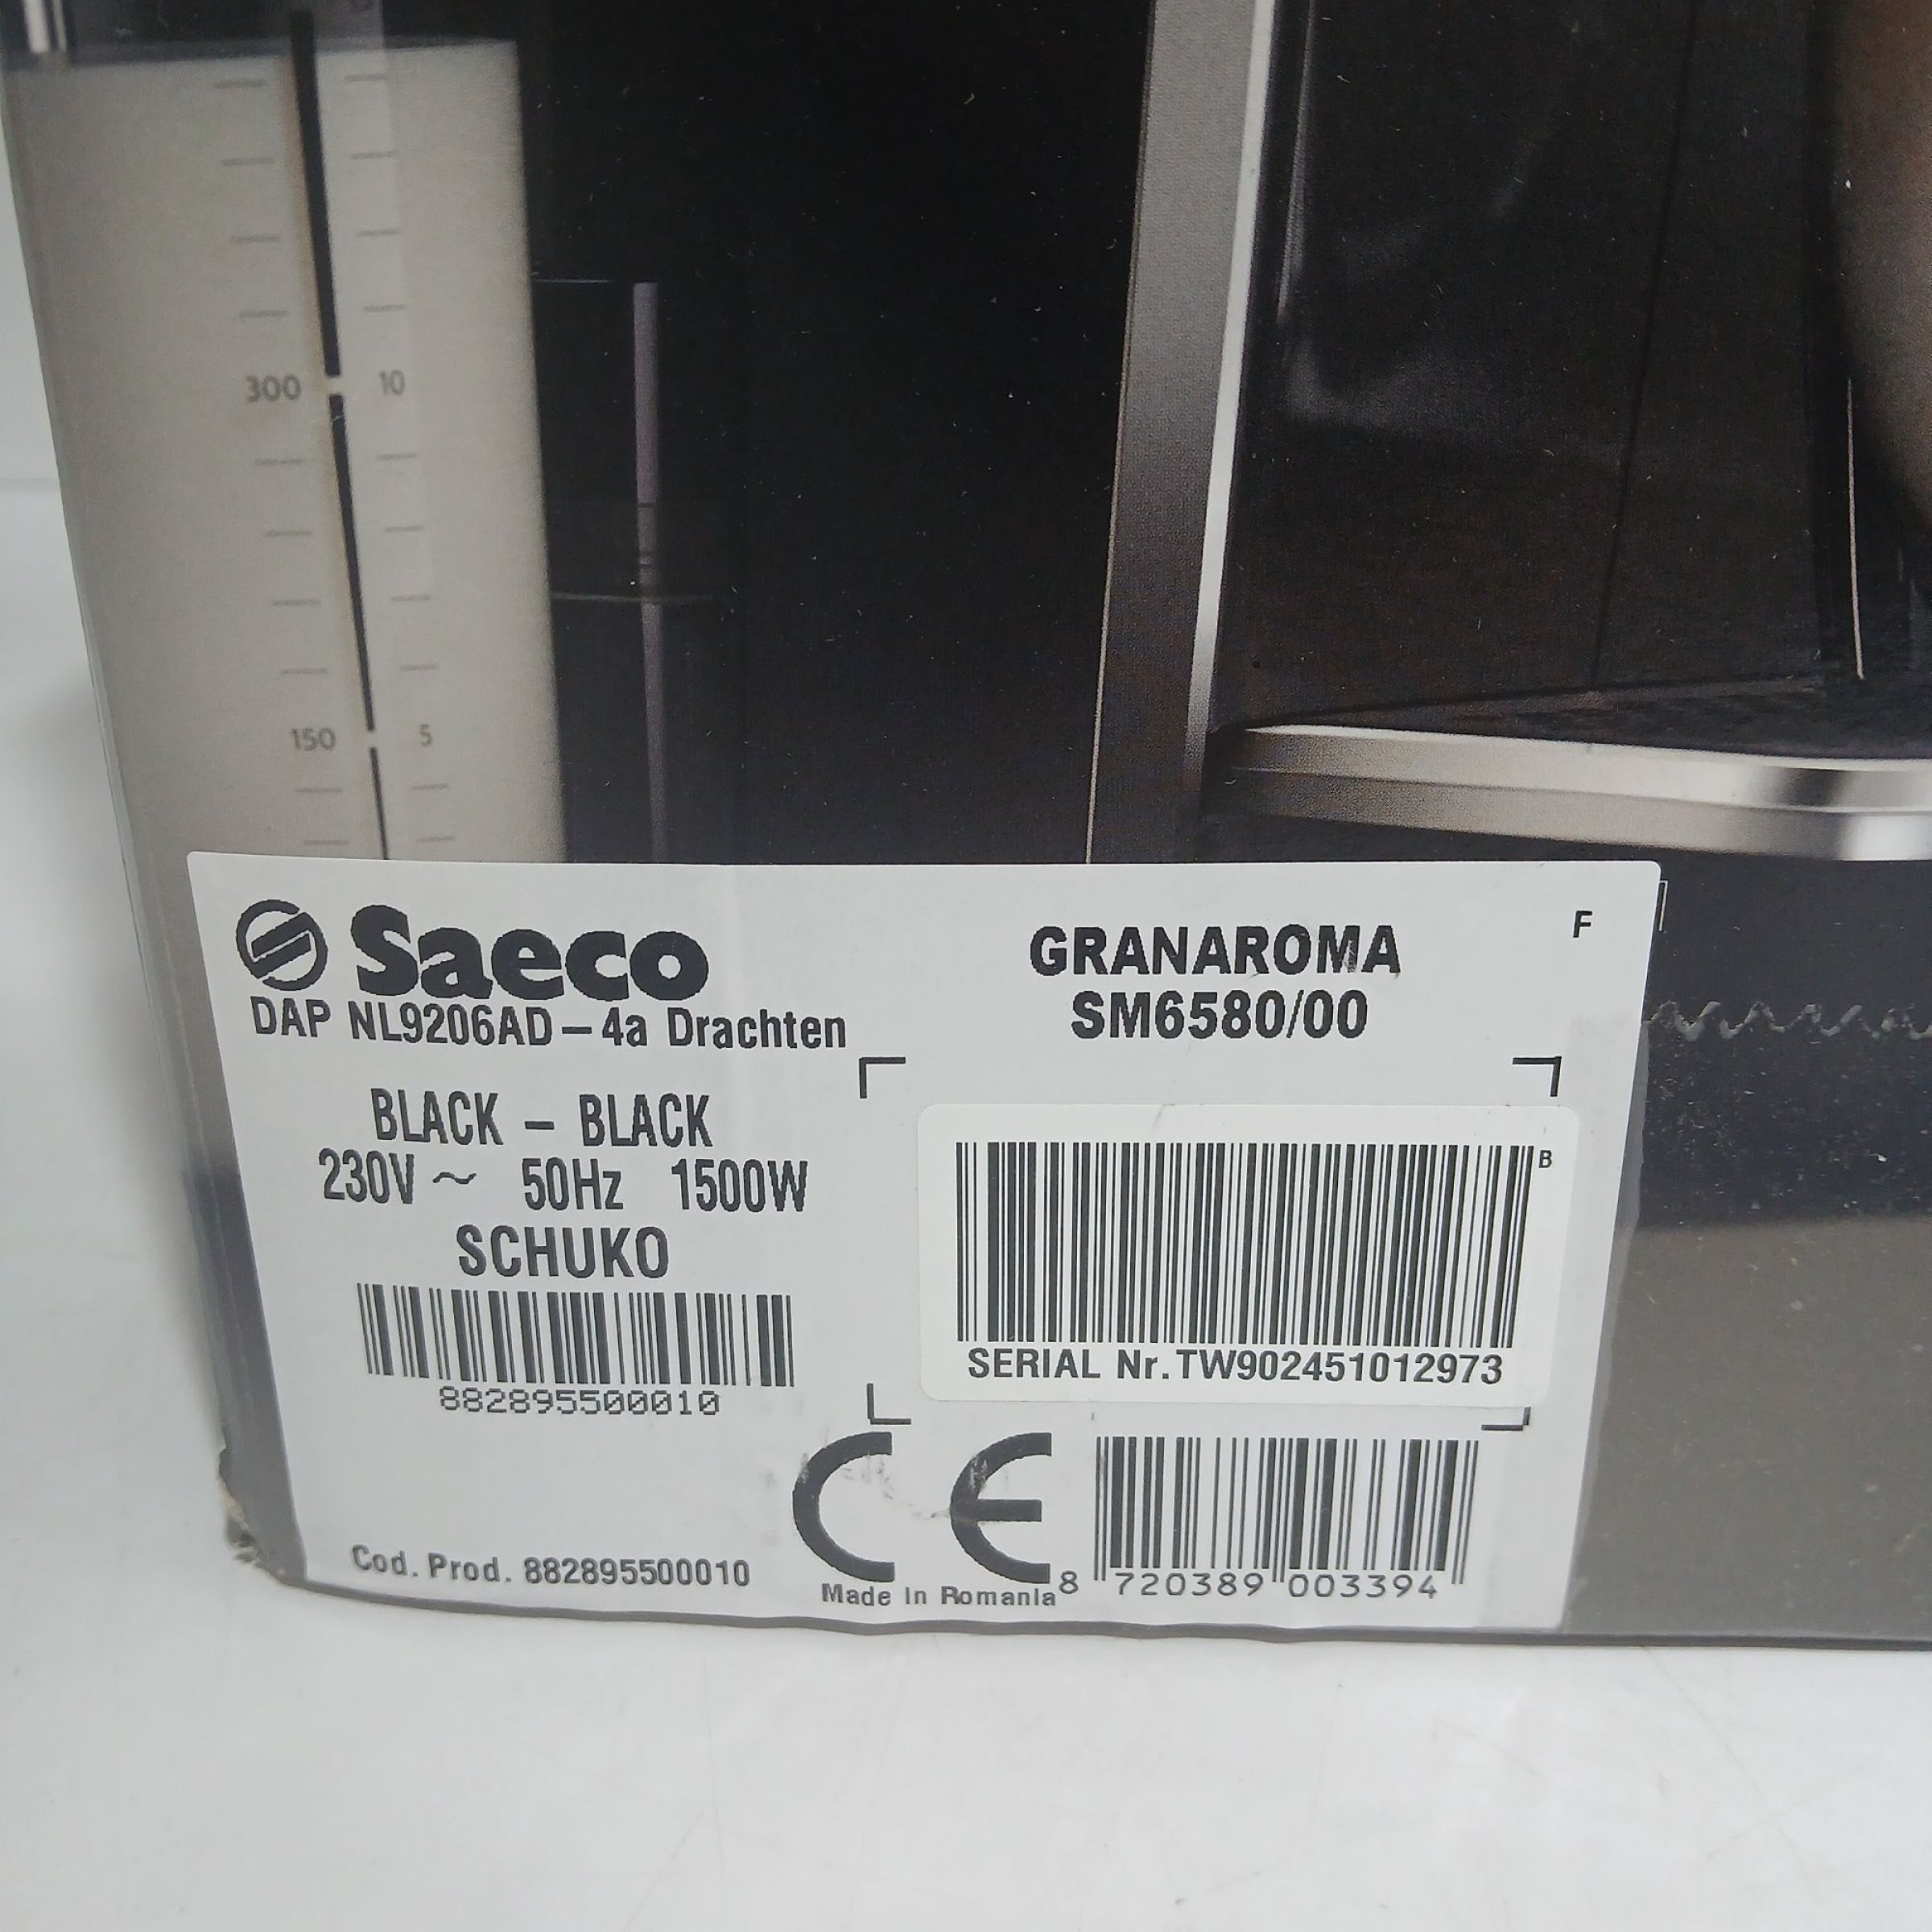 300 10
150 5
Saeco
DAP NL9206AD-4a Drachten
BLACK - BLACK
230V ~ 50Hz 1500W
SCHUKO
882895500010
Cod. Prod. 882895500010
GRANAROMA
SM6580/00
F
B
SERIAL Nr. TW902451012973
CE
Made in Romania
8 720389 003394